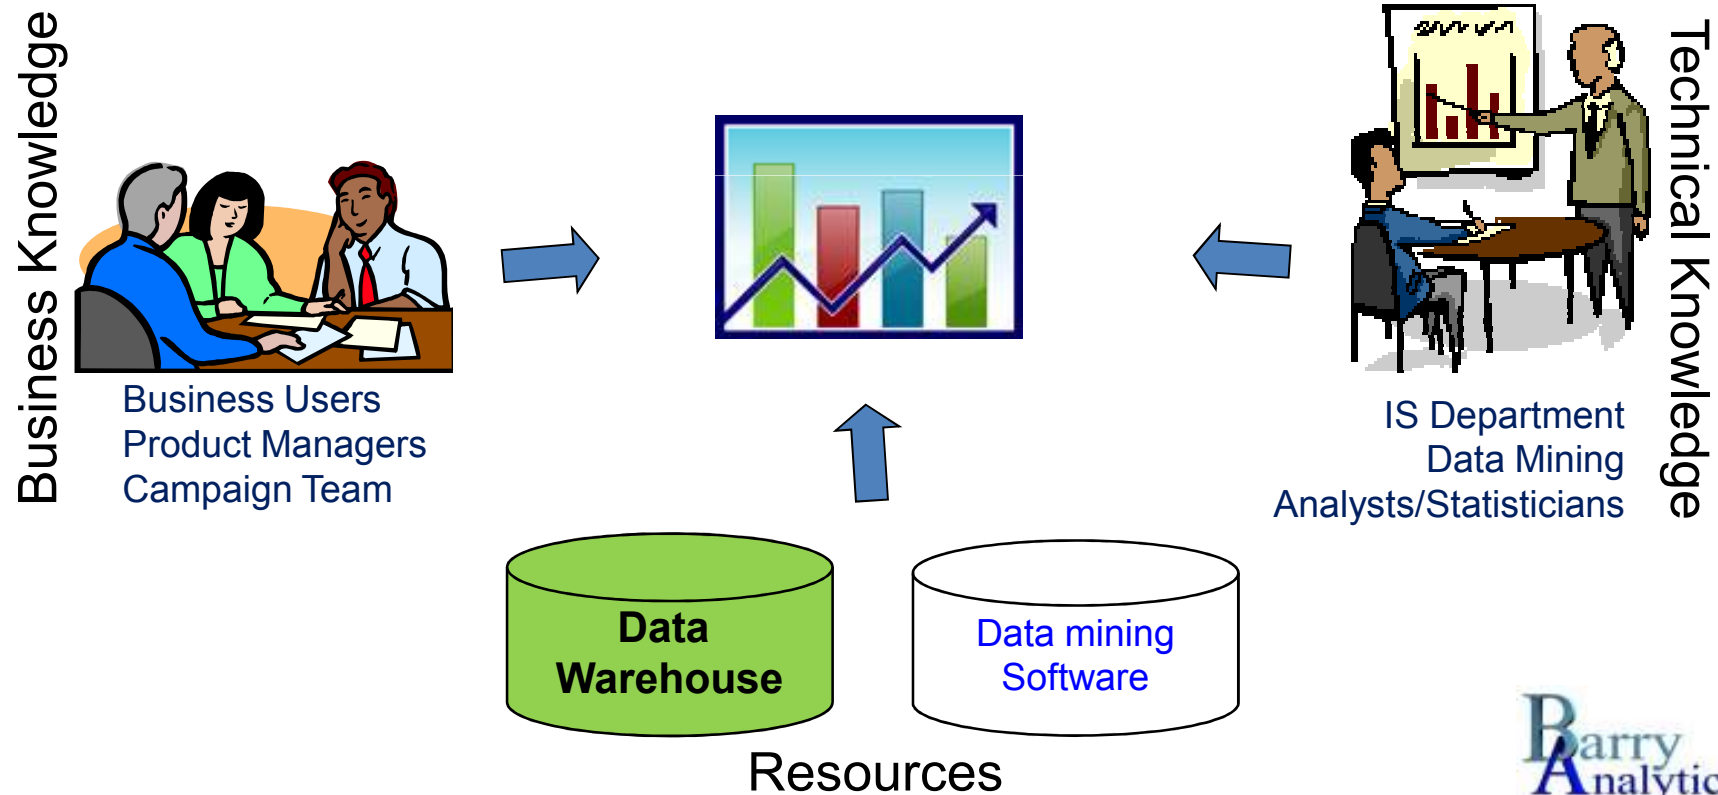 Business Knowledge
Business Users
Product Managers
Campaign Team
Technical Knowledge
IS Department
Data Mining
Analysts/Statisticians
Data
Warehouse
Data mining
Software
Resources
Barry
Analytic